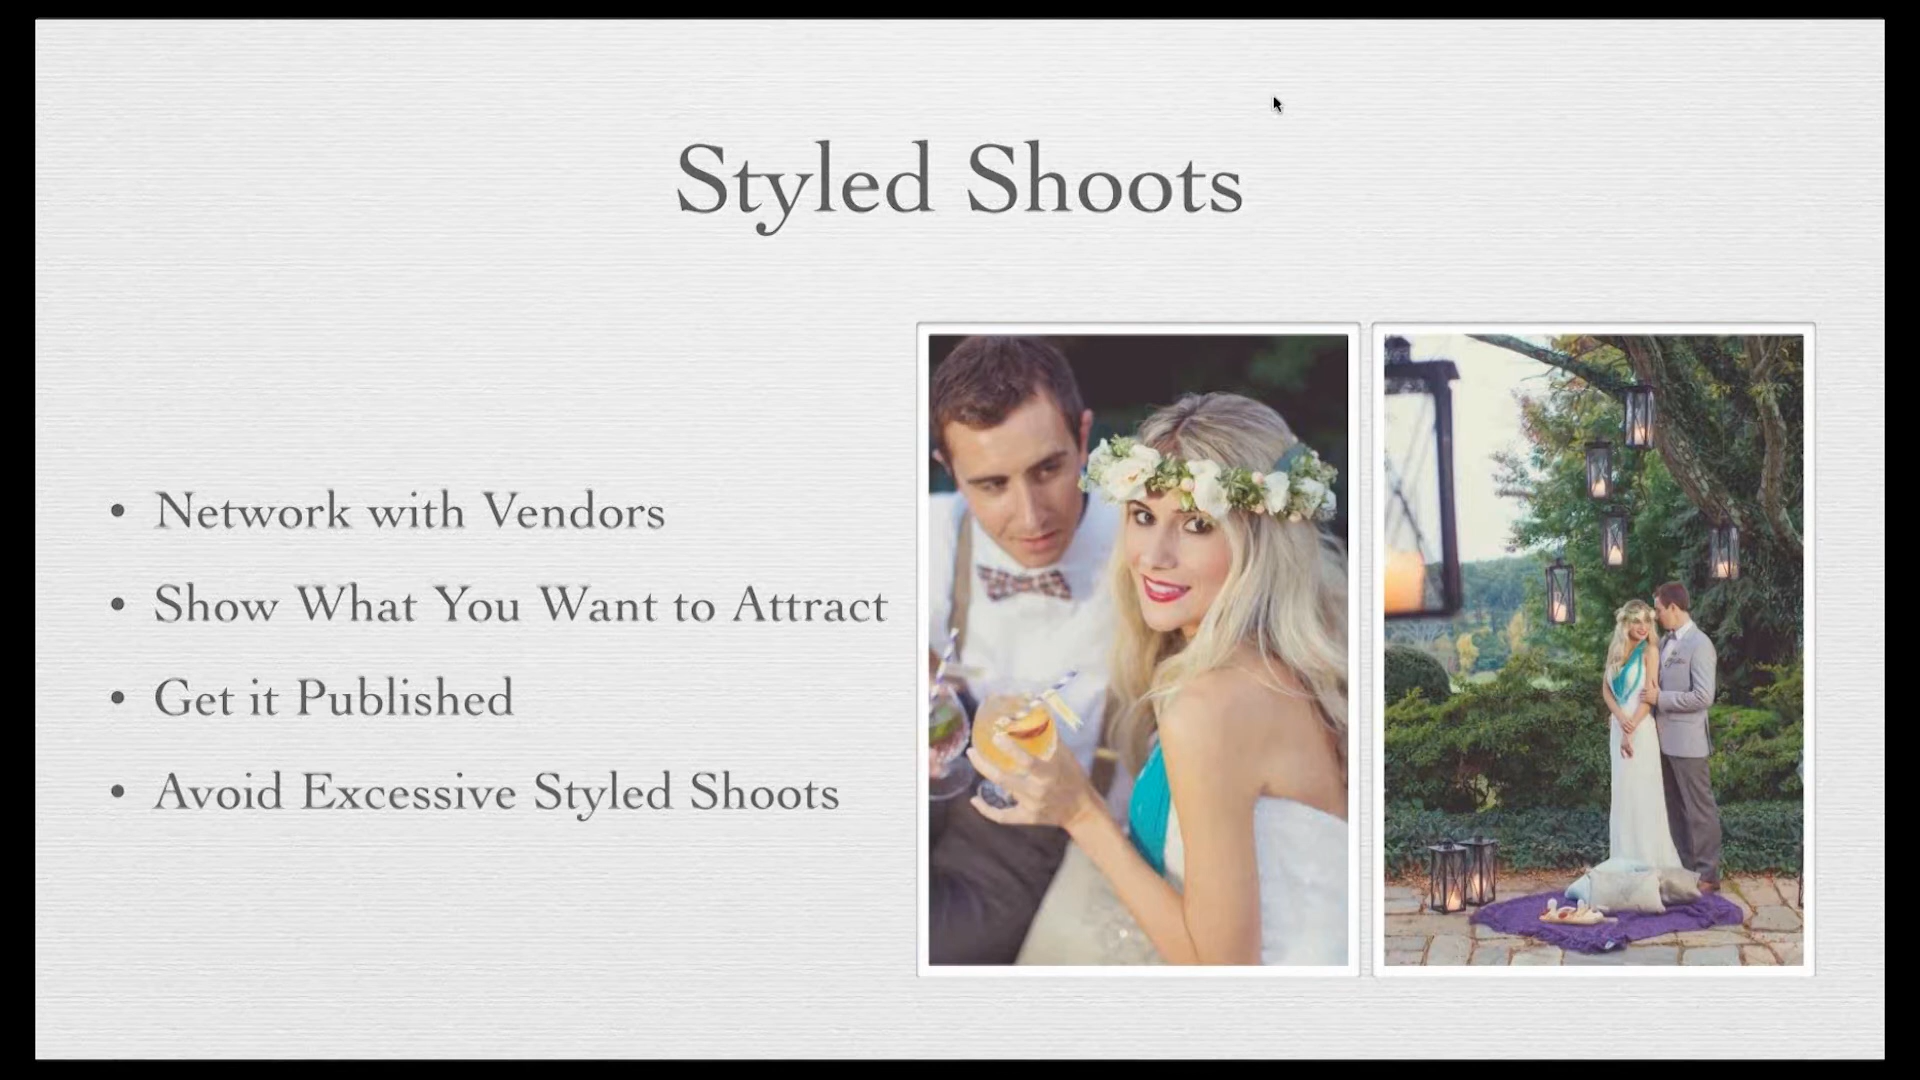 Styled Shoots
• Network with Vendors
• Show What You Want to Attract
• Get it Published
• Avoid Excessive Styled Shoots